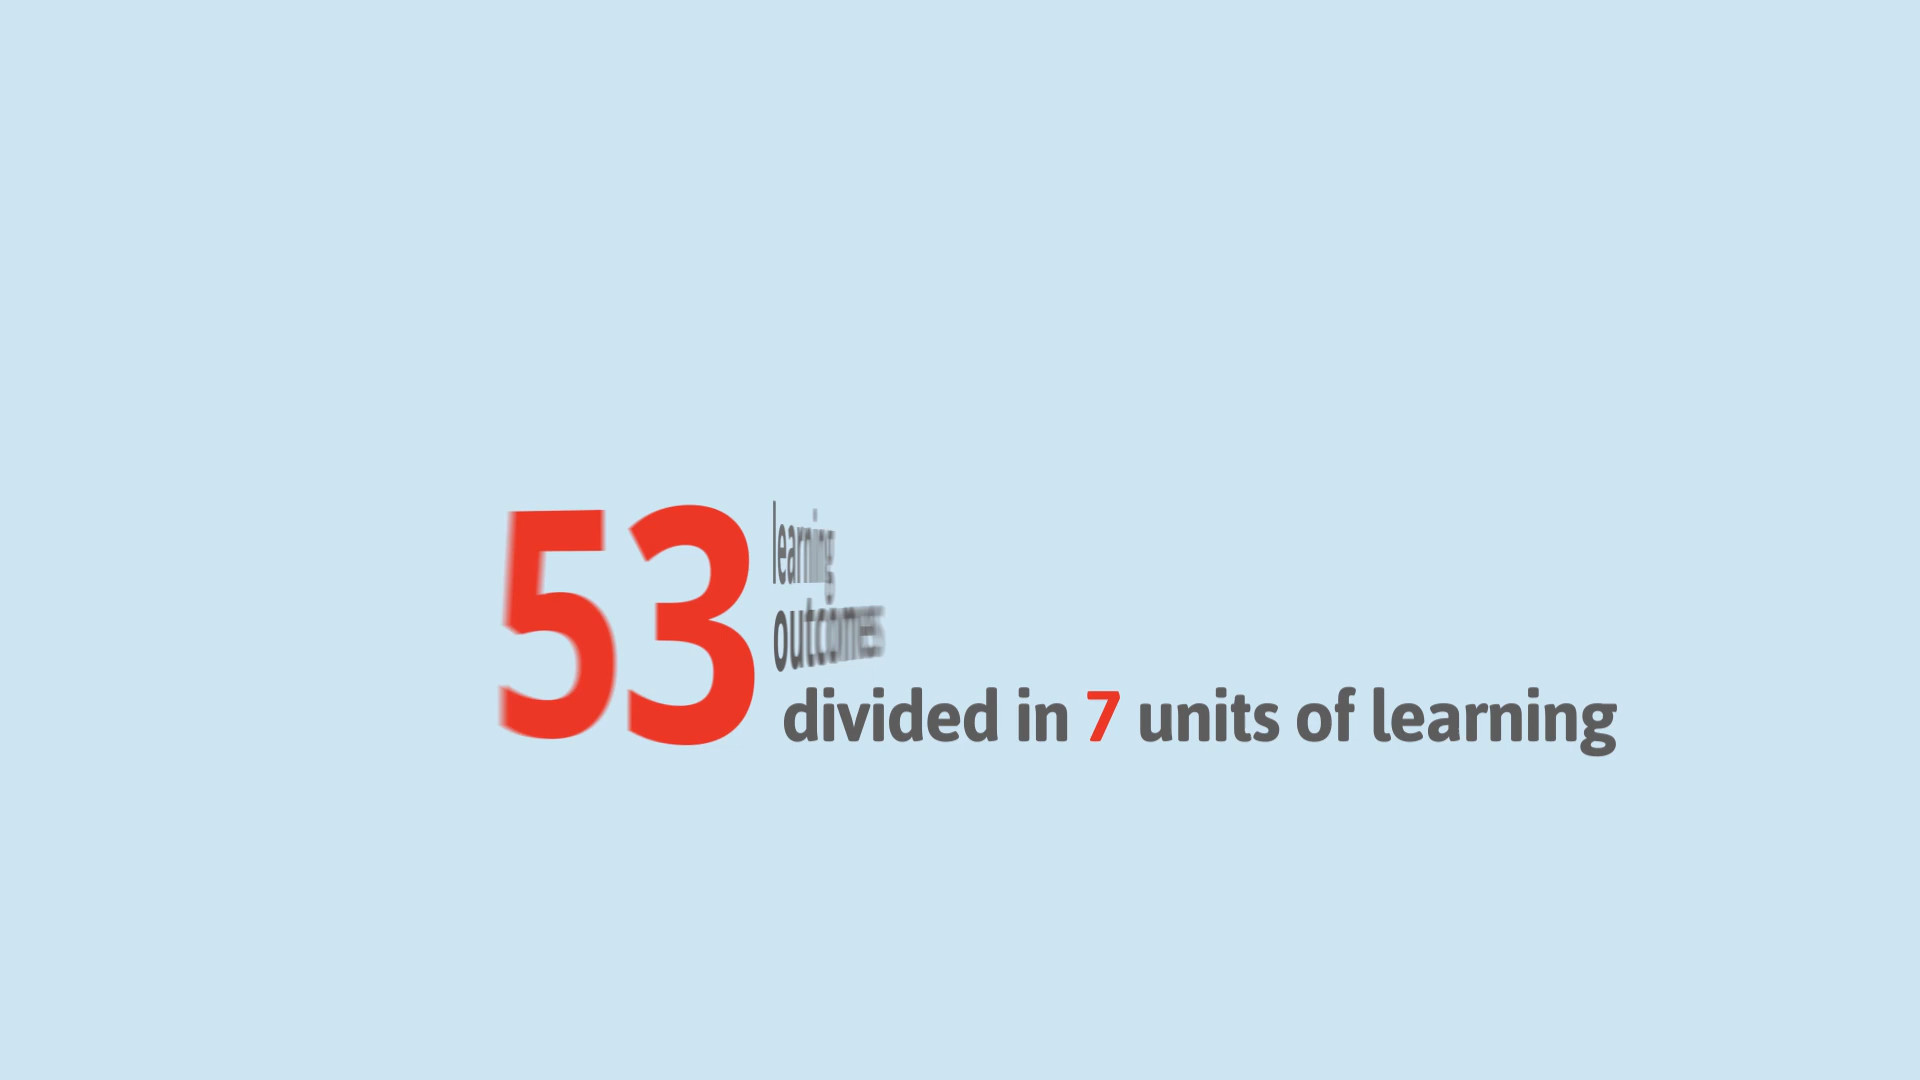 53
learning
outcomes
divided in 7 units of learning